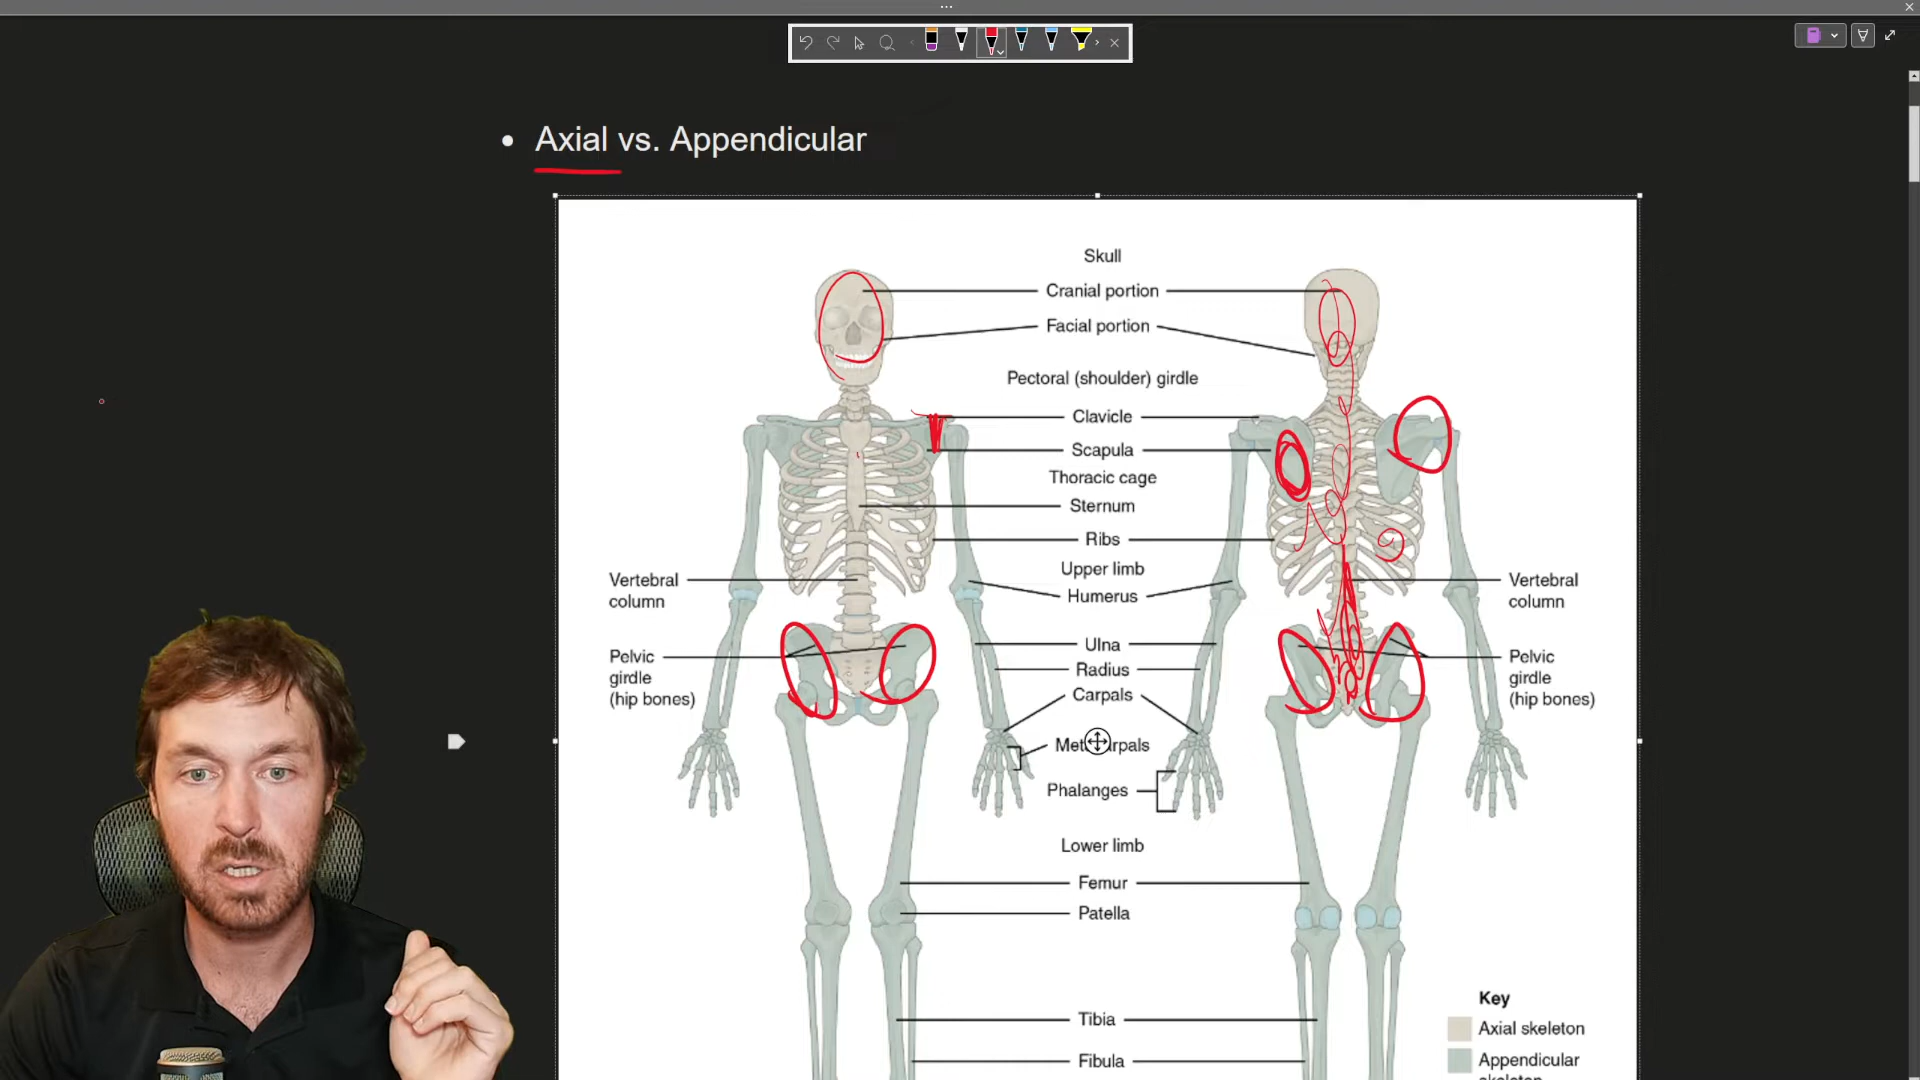 Axial vs. Appendicular
Skull
Cranial portion
Facial portion
Pectoral (shoulder) girdle
Clavicle
Scapula
Thoracic cage
Sternum
Ribs
Upper limb
Humerus
Vertebral
column
Vertebral
column
Ulna
Radius
Carpals
Pelvic
girdle
(hip bones)
Pelvic
girdle
(hip bones)
Metacarpals
Phalanges
Lower limb
Femur
Patella
Tibia
Fibula
Key
Axial skeleton
Appendicular
skeleton